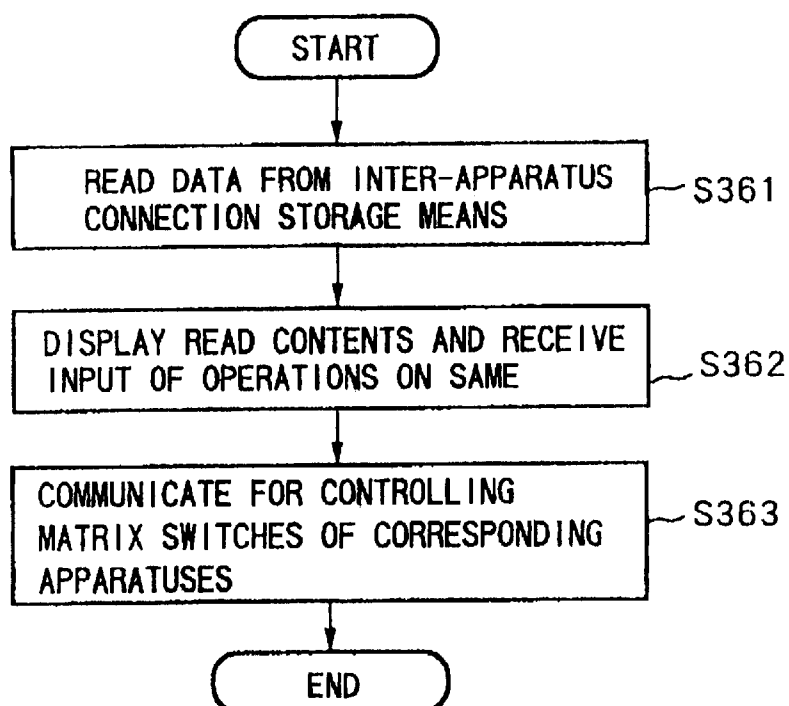 START
READ DATA FROM INTER-APPARATUS
CONNECTION STORAGE MEANS
S361
DISPLAY READ CONTENTS AND RECEIVE
INPUT OF OPERATIONS ON SAME
S362
COMMUNICATE FOR CONTROLLING
MATRIX SWITCHES OF CORRESPONDING
APPARATUSES
S363
END